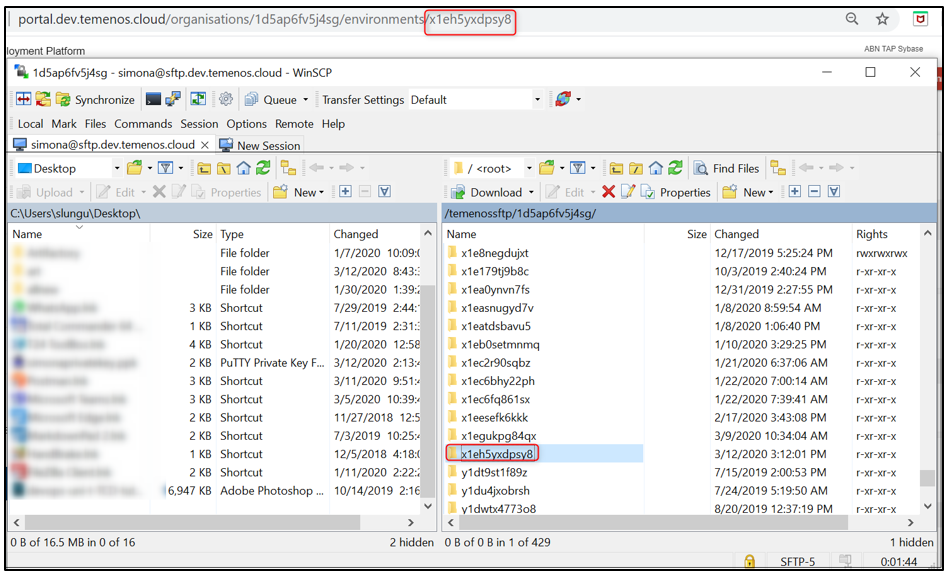 portal.dev.temenos.cloud/organisations/1d5ap6fv5j4sg/environments/x1eh5yxdpsy8
loyment Platform
ABN TAP Sybase
1d5ap6fv5j4sg - simona@sftp.dev.temenos.cloud - WinSCP
Synchronize Queue Transfer Settings Default
Local Mark Files Commands Session Options Remote Help
simona@sftp.dev.temenos.cloud New Session
Desktop / <root> Find Files
Upload Edit Properties New Download Edit Properties New
C:\Users\slungu\Desktop\ /temenossftp/1d5ap6fv5j4sg/
Name Size Type Changed Name Size Changed Rights
File folder 1/7/2020 10:09:0 x1e8negdujxt 12/17/2019 5:25:24 PM rwxrwxrwx
File folder 3/12/2020 8:43:3 x1e179tj9b8c 10/3/2019 2:40:24 PM r-xr-xr-x
File folder 1/30/2020 1:39:2 x1ea0ynvn7fs 12/31/2019 2:27:55 PM r-xr-xr-x
3 KB Shortcut 7/29/2019 2:44:1 x1easnugyd7v 1/8/2020 8:59:54 AM r-xr-xr-x
1 KB Shortcut 7/11/2019 2:31:3 x1eatdsbavu5 1/8/2020 1:06:40 PM r-xr-xr-x
4 KB Shortcut 1/20/2020 12:58 x1eb0setmnmq 1/10/2020 3:29:25 PM r-xr-xr-x
2 KB PuTTY Private Key F... 3/12/2020 2:13:4 x1ec2r90sqbz 1/21/2020 6:37:06 AM r-xr-xr-x
3 KB Shortcut 3/11/2020 9:51:4 x1ec6bhy22ph 1/22/2020 7:00:14 AM r-xr-xr-x
3 KB Shortcut 3/5/2020 10:39:4 x1ec6fq861sx 1/22/2020 7:39:41 AM r-xr-xr-x
2 KB Shortcut 11/27/2018 12:5 x1eesefk6kkk 2/17/2020 3:43:08 PM r-xr-xr-x
2 KB Shortcut 7/3/2019 10:25:4 x1egukpg84qx 3/9/2020 10:34:04 AM r-xr-xr-x
1 KB Shortcut 12/5/2018 4:18:0 x1eh5yxdpsy8 3/12/2020 3:12:01 PM r-xr-xr-x
2 KB Shortcut 1/11/2020 2:22:2 y1dt9st1f89z 7/15/2019 2:00:53 PM r-xr-xr-x
6,947 KB Adobe Photoshop ... 10/14/2019 2:16 y1du4jxobrsh 7/24/2019 5:19:50 AM r-xr-xr-x
y1dwtx4773o8 8/20/2019 12:37:19 PM r-xr-xr-x
0 B of 16.5 MB in 0 of 16 2 hidden 0 B of 0 B in 1 of 429 1 hidden
SFTP-5 0:01:44